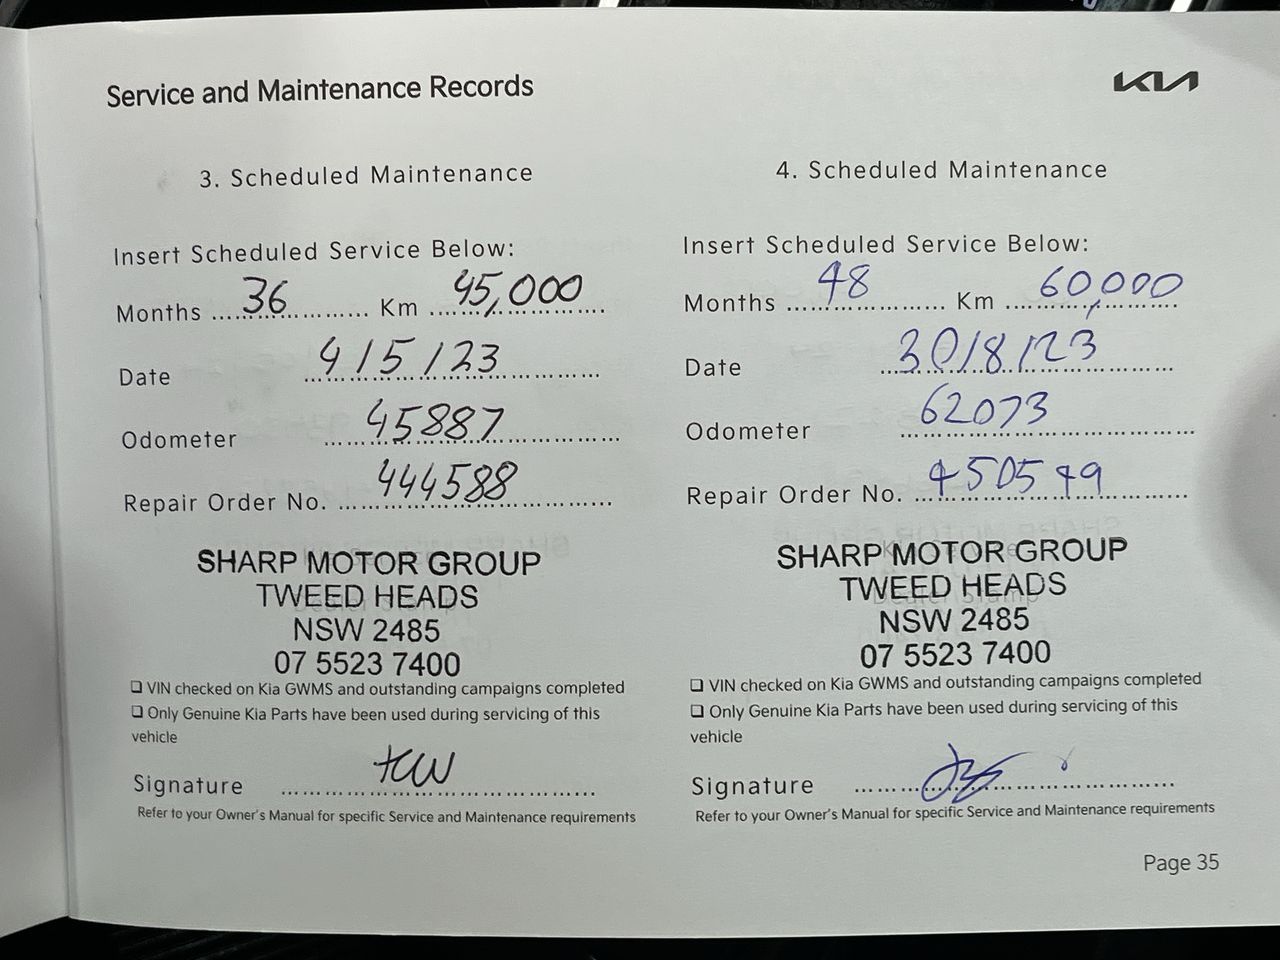 Service and Maintenance Records
KIA
3. Scheduled Maintenance
Insert Scheduled Service Below:
Months 36 Km 45,000
Date 4/5/23
Odometer 45887
Repair Order No. 444588
SHARP MOTOR GROUP
TWEED HEADS
NSW 2485
07 5523 7400
❑ VIN checked on Kia GWMS and outstanding campaigns completed
❑ Only Genuine Kia Parts have been used during servicing of this
vehicle
Signature
Refer to your Owner's Manual for specific Service and Maintenance requirements
4. Scheduled Maintenance
Insert Scheduled Service Below:
Months 48 Km 60,000
Date 30/8/23
Odometer 62073
Repair Order No. 450549
SHARP MOTOR GROUP
TWEED HEADS
NSW 2485
07 5523 7400
❑ VIN checked on Kia GWMS and outstanding campaigns completed
❑ Only Genuine Kia Parts have been used during servicing of this
vehicle
Signature
Refer to your Owner's Manual for specific Service and Maintenance requirements
Page 35